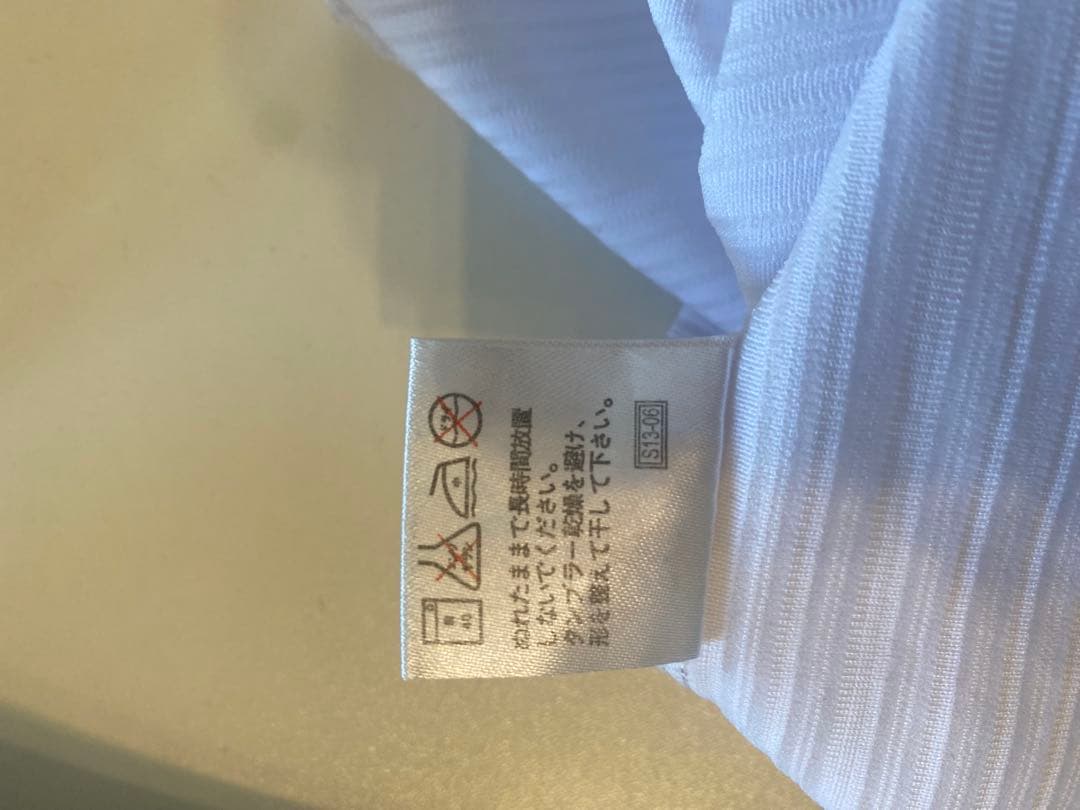 40
ぬれたままで長時間放置
しないでください。
タンブラー乾燥を避け、
形を整えて干して下さい。
S13-06